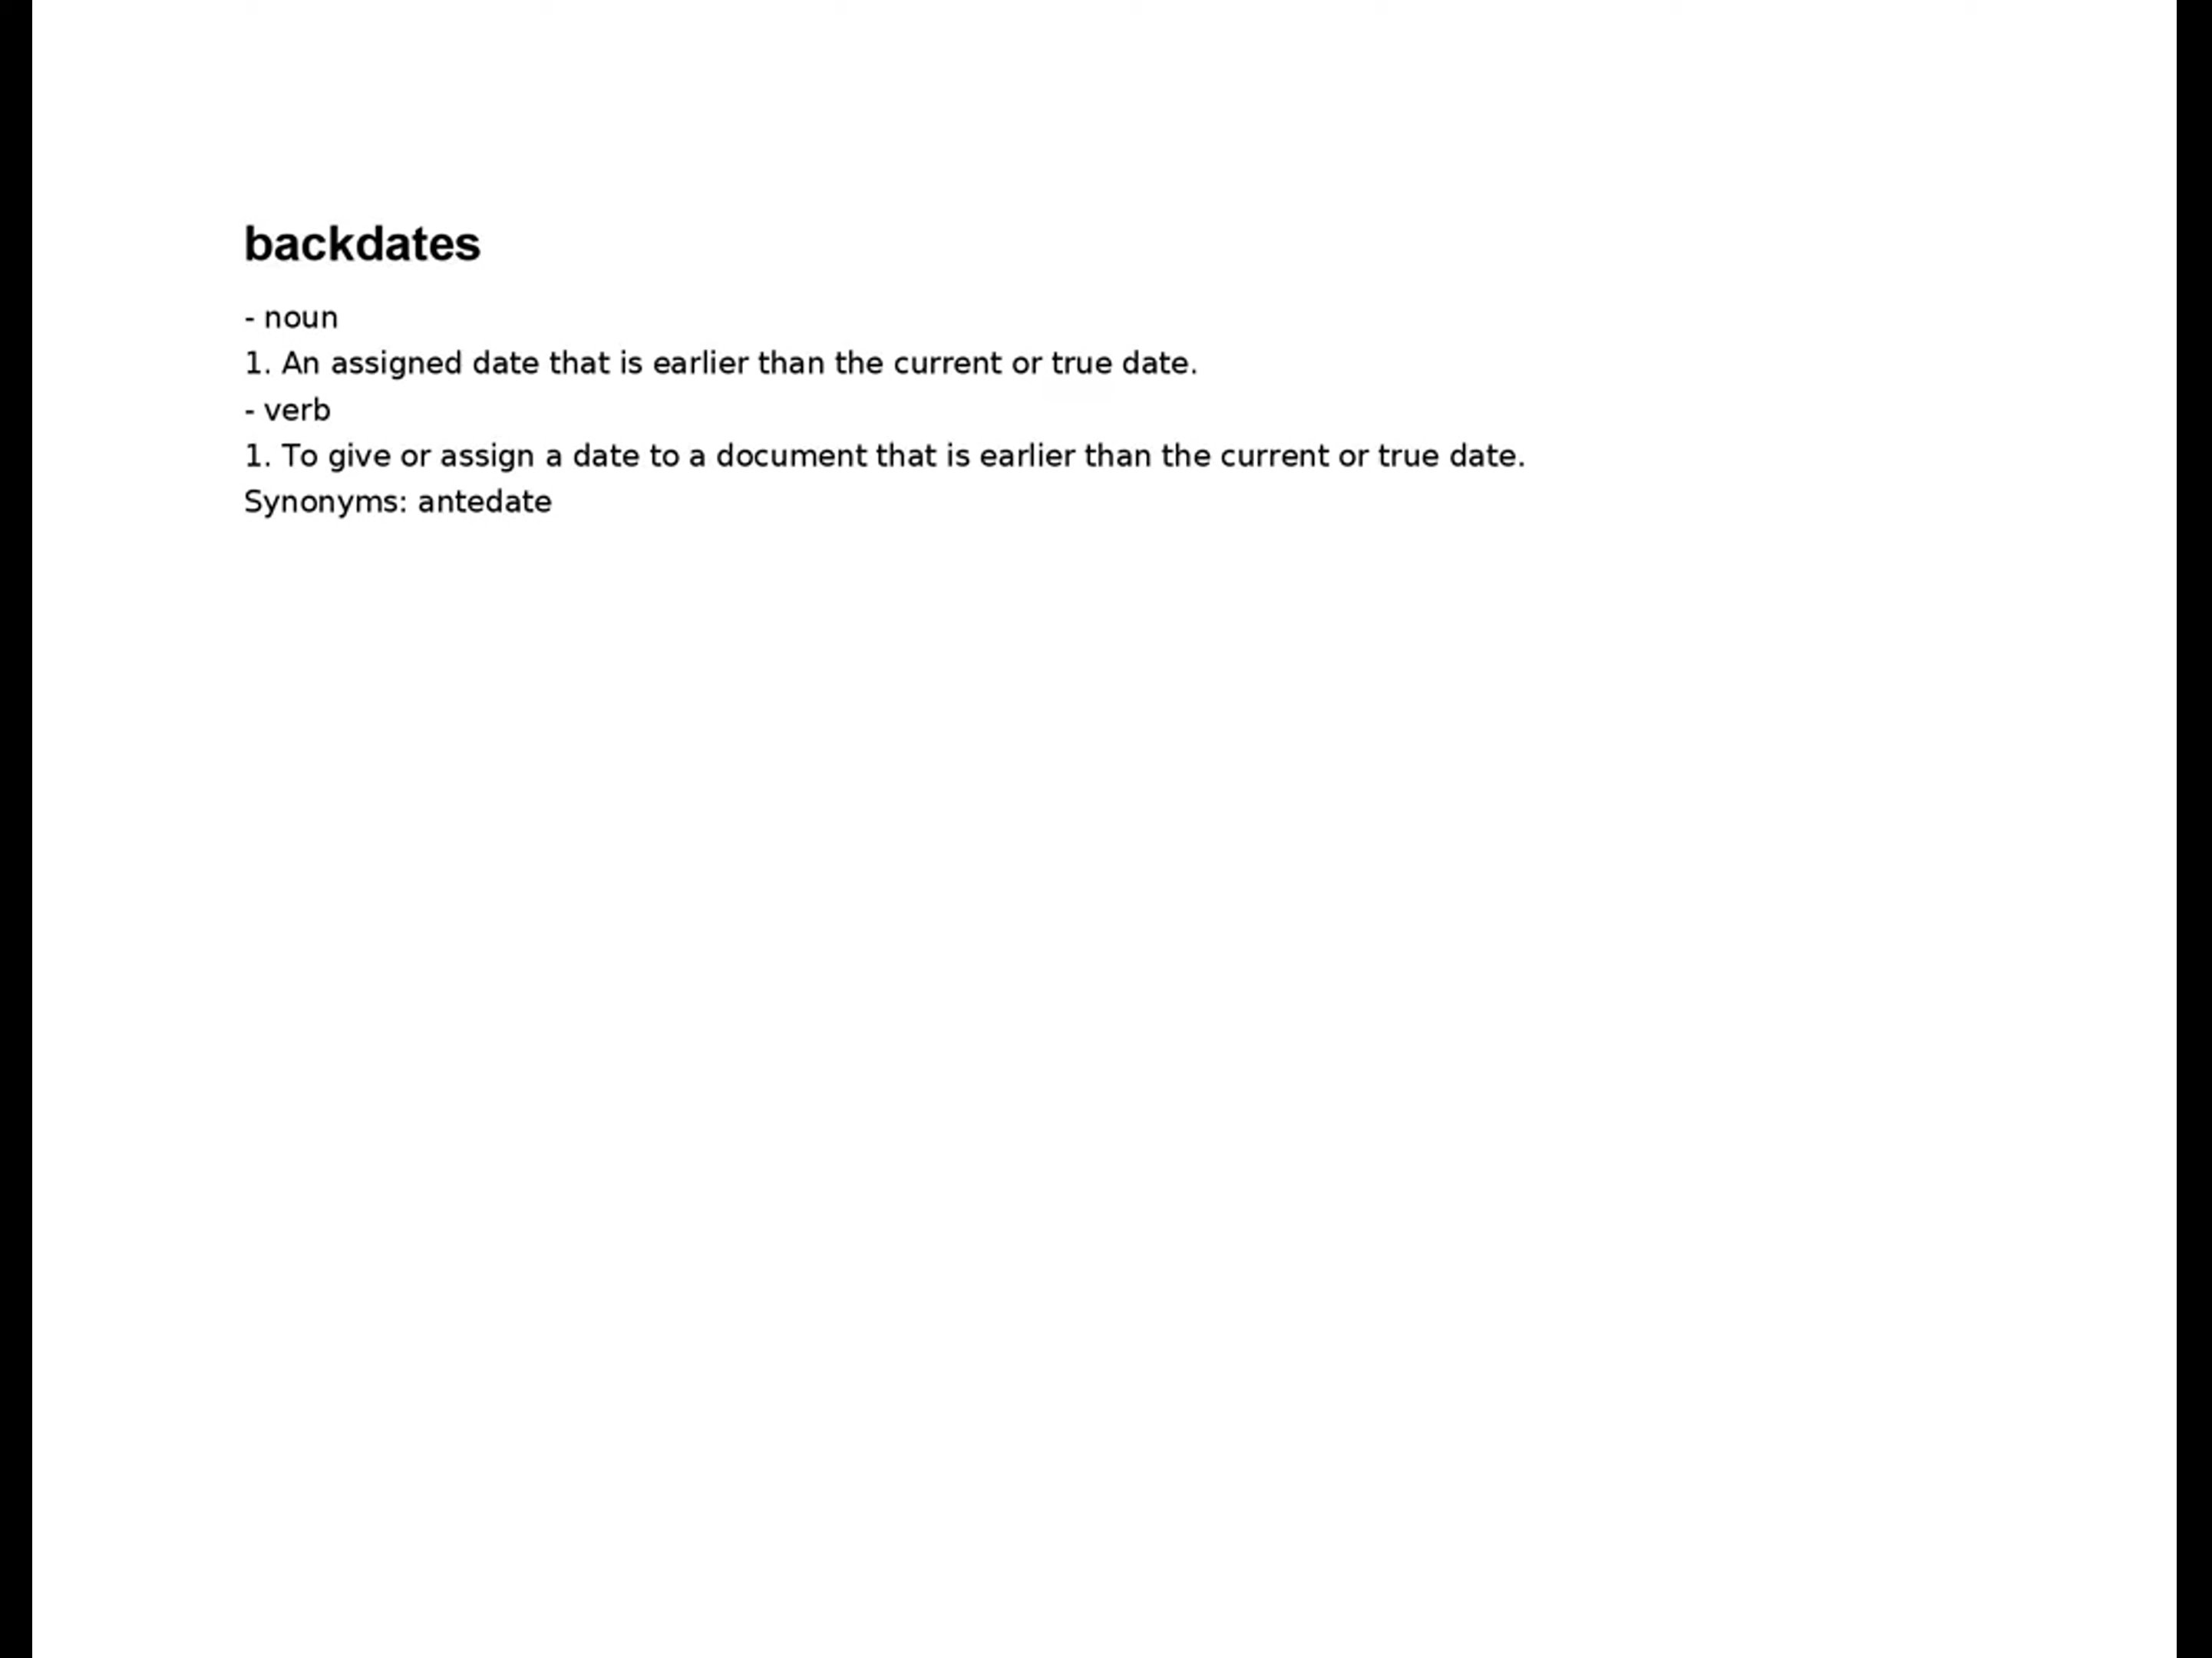 backdates
- noun
1. An assigned date that is earlier than the current or true date.
- verb
1. To give or assign a date to a document that is earlier than the current or true date.
Synonyms: antedate